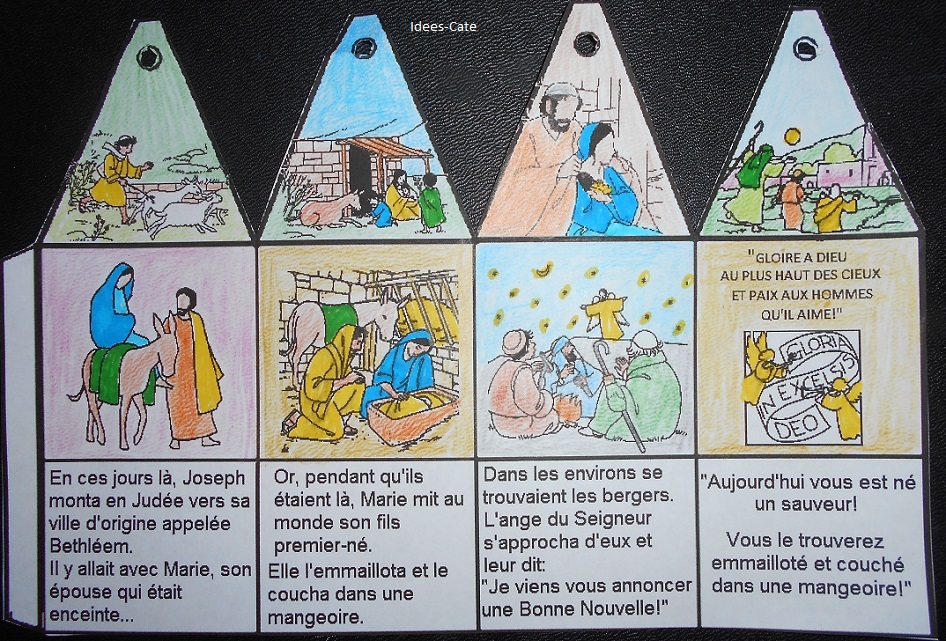 Idees-Cate
"GLOIRE A DIEU
AU PLUS HAUT DES CIEUX
ET PAIX AUX HOMMES
QU'IL AIME!"
GLORIA
IN EXCELSIS
DEO
En ces jours là, Joseph
monta en Judée vers sa
ville d'origine appelée
Bethléem.
Il y allait avec Marie, son
épouse qui était
enceinte...
Or, pendant qu'ils
étaient là, Marie mit au
monde son fils
premier-né.
Elle l'emmaillota et le
coucha dans une
mangeoire.
Dans les environs se
trouvaient les bergers.
L'ange du Seigneur
s'approcha d'eux et
leur dit:
"Je viens vous annoncer
une Bonne Nouvelle!"
"Aujourd'hui vous est né
un sauveur!
Vous le trouverez
emmailloté et couché
dans une mangeoire!"